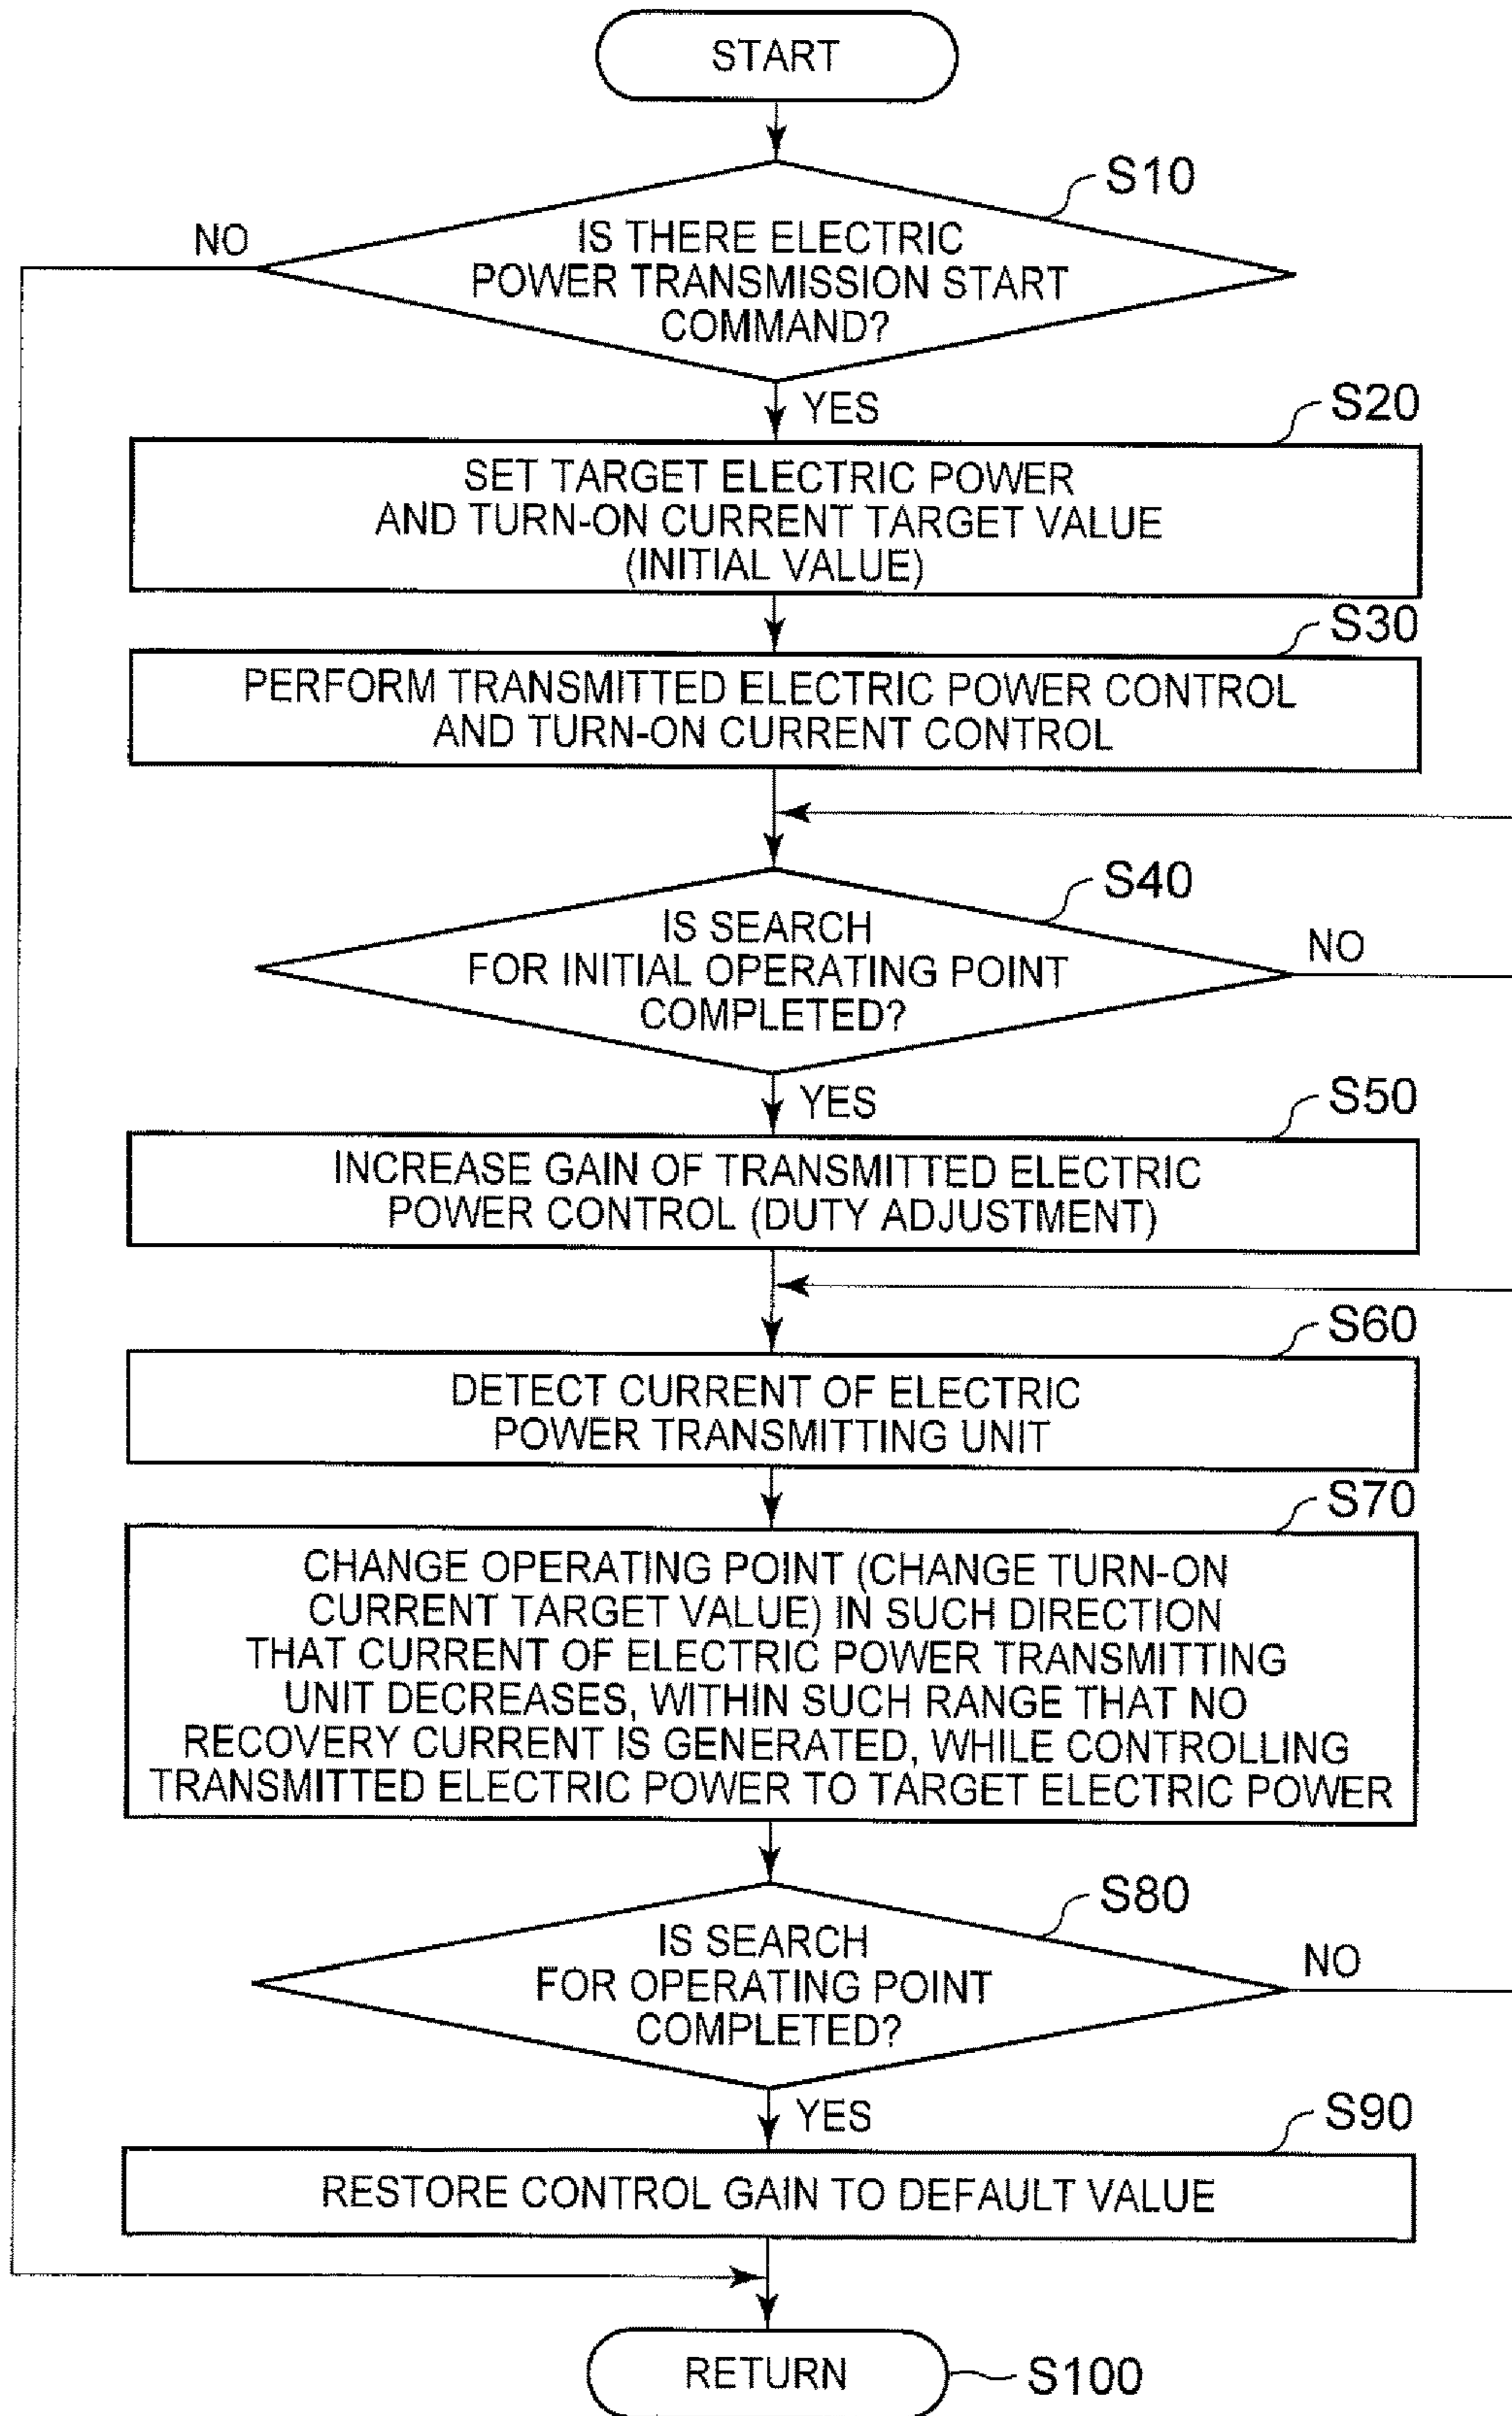 START
S10
NO
IS THERE ELECTRIC
POWER TRANSMISSION START
COMMAND?
YES
S20
SET TARGET ELECTRIC POWER
AND TURN-ON CURRENT TARGET VALUE
(INITIAL VALUE)
S30
PERFORM TRANSMITTED ELECTRIC POWER CONTROL
AND TURN-ON CURRENT CONTROL
S40
IS SEARCH
FOR INITIAL OPERATING POINT
COMPLETED?
NO
YES
S50
INCREASE GAIN OF TRANSMITTED ELECTRIC
POWER CONTROL (DUTY ADJUSTMENT)
S60
DETECT CURRENT OF ELECTRIC
POWER TRANSMITTING UNIT
S70
CHANGE OPERATING POINT (CHANGE TURN-ON
CURRENT TARGET VALUE) IN SUCH DIRECTION
THAT CURRENT OF ELECTRIC POWER TRANSMITTING
UNIT DECREASES, WITHIN SUCH RANGE THAT NO
RECOVERY CURRENT IS GENERATED, WHILE CONTROLLING
TRANSMITTED ELECTRIC POWER TO TARGET ELECTRIC POWER
S80
IS SEARCH
FOR OPERATING POINT
COMPLETED?
NO
YES
S90
RESTORE CONTROL GAIN TO DEFAULT VALUE
RETURN
S100